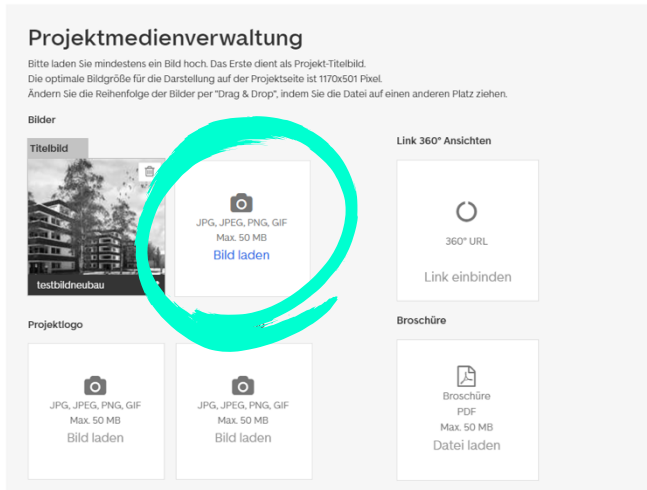 Projektmedienverwaltung
Bitte laden Sie mindestens ein Bild hoch. Das Erste dient als Projekt-Titelbild.
Die optimale Bildgröße für die Darstellung auf der Projektseite ist 1170x501 Pixel.
Ändern Sie die Reihenfolge der Bilder per "Drag & Drop", indem Sie die Datei auf einen anderen Platz ziehen.
Bilder
Titelbild
testbildneubau
JPG, JPEG, PNG, GIF
Max. 50 MB
Bild laden
Link 360° Ansichten
360° URL
Link einbinden
Projektlogo
JPG, JPEG, PNG, GIF
Max. 50 MB
Bild laden
JPG, JPEG, PNG, GIF
Max. 50 MB
Bild laden
Broschüre
Broschüre
PDF
Max. 50 MB
Datei laden